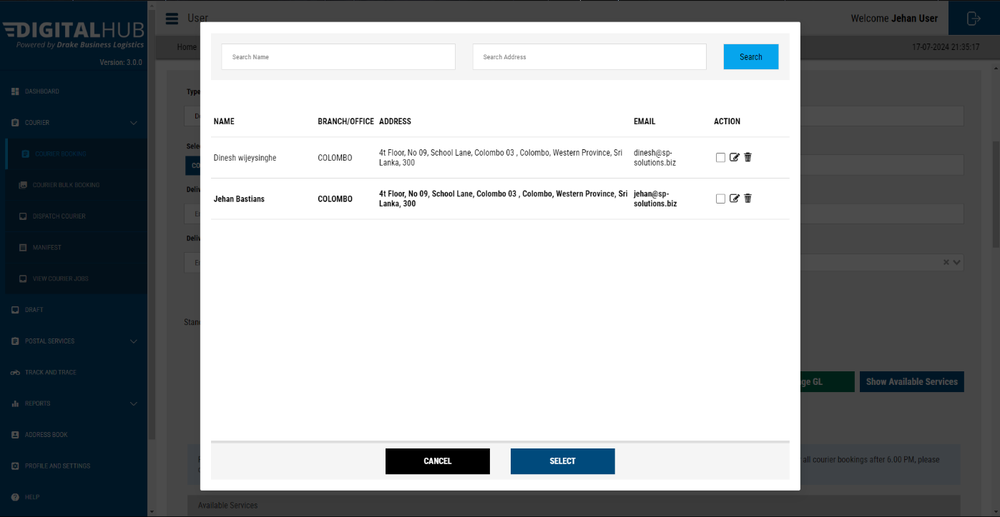 DIGITALHUB
Powered by Drake Business Logistics
Version: 3.0.0
DASHBOARD
COURIER
COURIER BOOKING
COURIER BULK BOOKING
DISPATCH COURIER
MANIFEST
VIEW COURIER JOBS
DRAFT
POSTAL SERVICES
TRACK AND TRACE
REPORTS
ADDRESS BOOK
PROFILE AND SETTINGS
HELP
User
Welcome Jehan User
Home
17-07-2024 21:35:17
Type
Sele
CO
Deliv
En
Deliv
En
Stand
ge GL
Show Available Services
all courier bookings after 6.00 PM, please
Available Services
Search Name
Search Address
Search
NAME BRANCH/OFFICE ADDRESS EMAIL ACTION
Dinesh wijeysinghe COLOMBO 4t Floor, No 09, School Lane, Colombo 03 , Colombo, Western Province, Sri dinesh@sp-
Lanka, 300 solutions.biz
Jehan Bastians COLOMBO 4t Floor, No 09, School Lane, Colombo 03 , Colombo, Western Province, Sri jehan@sp-
Lanka, 300 solutions.biz
CANCEL
SELECT